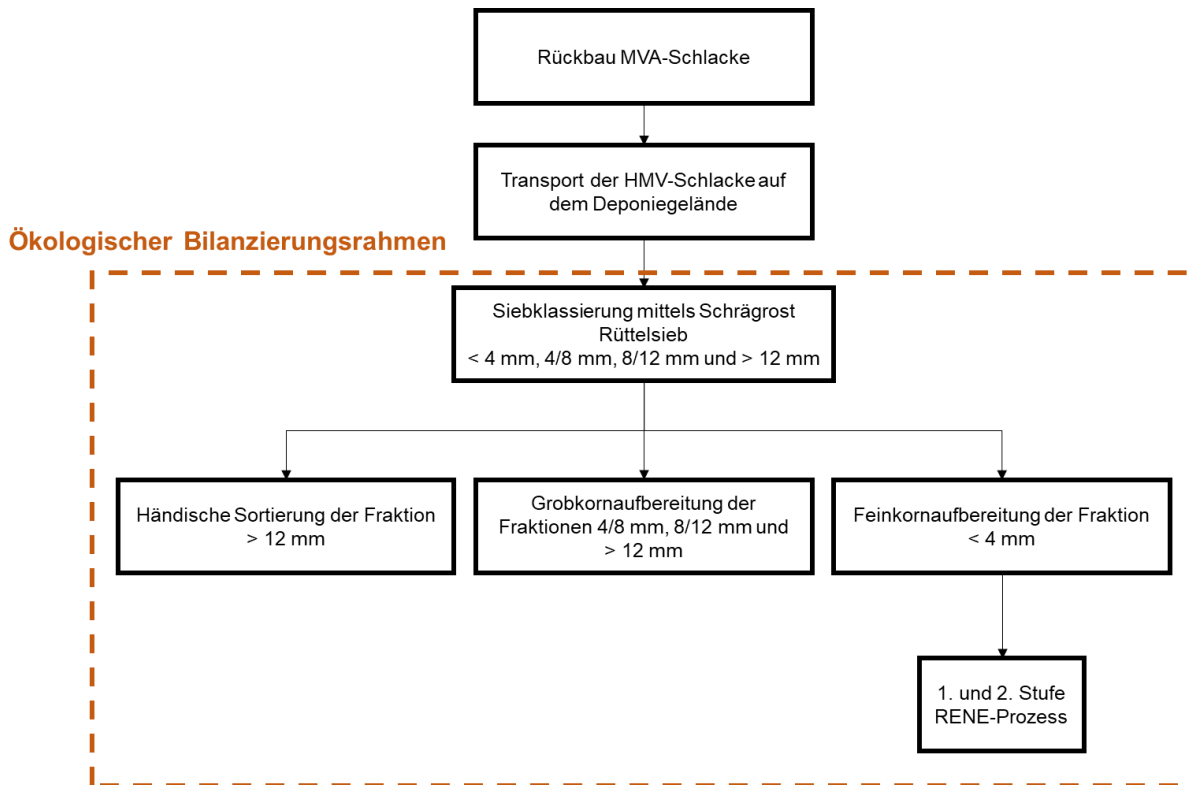 Rückbau MVA-Schlacke
Transport der HMV-Schlacke auf
dem Deponiegelände
Ökologischer Bilanzierungsrahmen
Siebklassierung mittels Schrägrost
Rüttelsieb
< 4 mm, 4/8 mm, 8/12 mm und > 12 mm
Händische Sortierung der Fraktion
> 12 mm
Grobkornaufbereitung der
Fraktionen 4/8 mm, 8/12 mm und
> 12 mm
Feinkornaufbereitung der Fraktion
< 4 mm
1. und 2. Stufe
RENE-Prozess